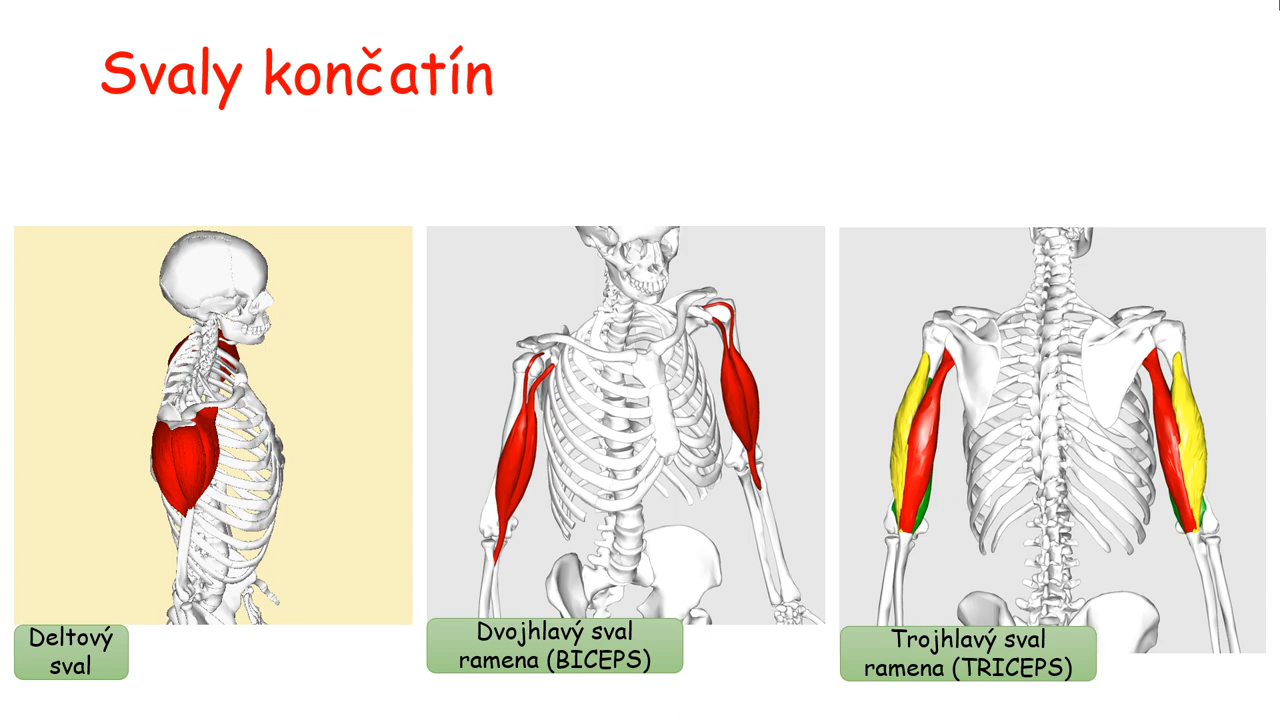 Svaly končatín
Deltový
sval
Dvojhlavý sval
ramena (BICEPS)
Trojhlavý sval
ramena (TRICEPS)